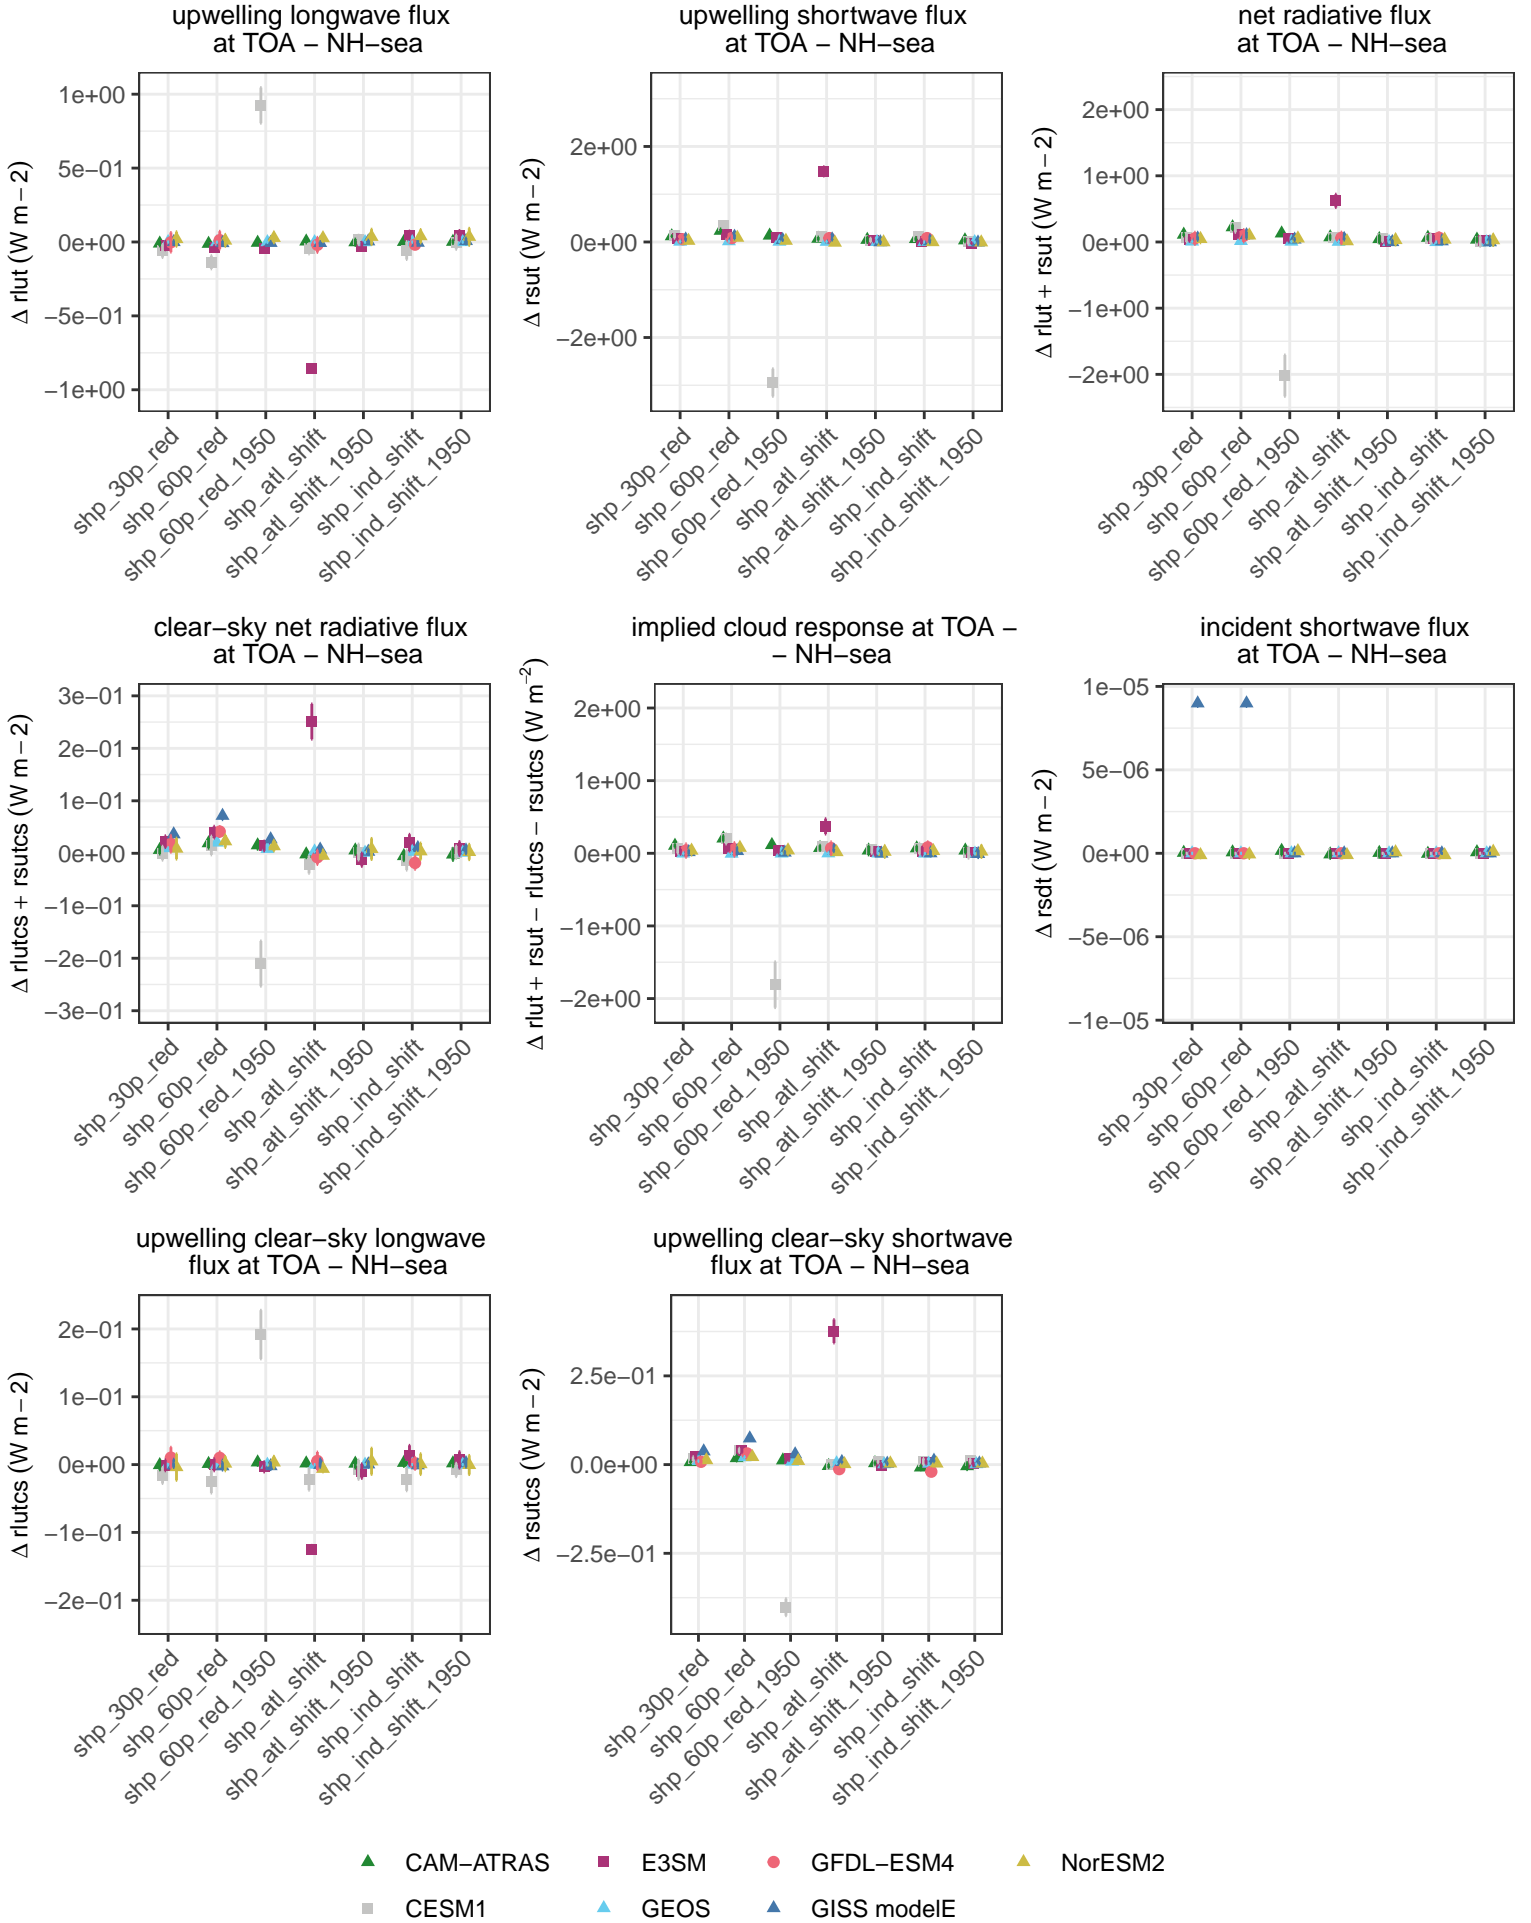 upwelling longwave flux
at TOA − NH−sea
Δ rlut (W m − 2)
1e+00
5e−01
0e+00
−5e−01
−1e+00
shp_30p_red
shp_60p_red
shp_60p_red_1950
shp_atl_shift
shp_atl_shift_1950
shp_ind_shift
shp_ind_shift_1950
upwelling shortwave flux
at TOA − NH−sea
Δ rsut (W m − 2)
2e+00
0e+00
−2e+00
shp_30p_red
shp_60p_red
shp_60p_red_1950
shp_atl_shift
shp_atl_shift_1950
shp_ind_shift
shp_ind_shift_1950
net radiative flux
at TOA − NH−sea
Δ rlut + rsut (W m − 2)
2e+00
1e+00
0e+00
−1e+00
−2e+00
shp_30p_red
shp_60p_red
shp_60p_red_1950
shp_atl_shift
shp_atl_shift_1950
shp_ind_shift
shp_ind_shift_1950
clear−sky net radiative flux
at TOA − NH−sea
Δ rlutcs + rsutcs (W m − 2)
3e−01
2e−01
1e−01
0e+00
−1e−01
−2e−01
−3e−01
shp_30p_red
shp_60p_red
shp_60p_red_1950
shp_atl_shift
shp_atl_shift_1950
shp_ind_shift
shp_ind_shift_1950
implied cloud response at TOA −
− NH−sea
Δ rlut + rsut − rlutcs − rsutcs (W m⁻²)
2e+00
1e+00
0e+00
−1e+00
−2e+00
shp_30p_red
shp_60p_red
shp_60p_red_1950
shp_atl_shift
shp_atl_shift_1950
shp_ind_shift
shp_ind_shift_1950
incident shortwave flux
at TOA − NH−sea
Δ rsdt (W m − 2)
1e−05
5e−06
0e+00
−5e−06
−1e−05
shp_30p_red
shp_60p_red
shp_60p_red_1950
shp_atl_shift
shp_atl_shift_1950
shp_ind_shift
shp_ind_shift_1950
upwelling clear−sky longwave
flux at TOA − NH−sea
Δ rlutcs (W m − 2)
2e−01
1e−01
0e+00
−1e−01
−2e−01
shp_30p_red
shp_60p_red
shp_60p_red_1950
shp_atl_shift
shp_atl_shift_1950
shp_ind_shift
shp_ind_shift_1950
upwelling clear−sky shortwave
flux at TOA − NH−sea
Δ rsutcs (W m − 2)
2.5e−01
0.0e+00
−2.5e−01
shp_30p_red
shp_60p_red
shp_60p_red_1950
shp_atl_shift
shp_atl_shift_1950
shp_ind_shift
shp_ind_shift_1950
CAM−ATRAS E3SM GFDL−ESM4 NorESM2
CESM1 GEOS GISS modelE